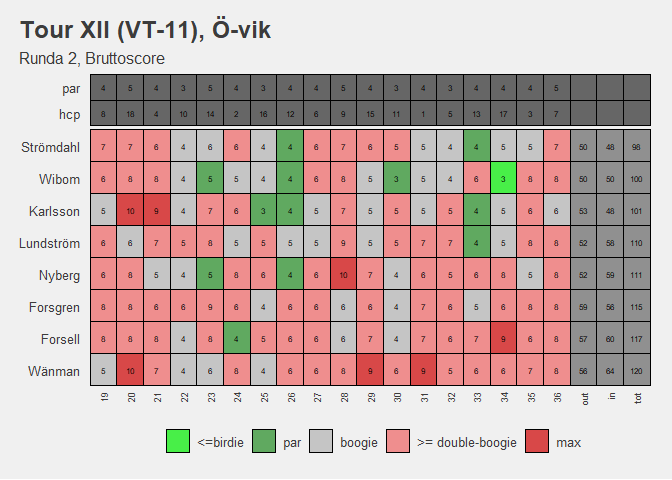 Tour XII (VT-11), Ö-vik
Runda 2, Bruttoscore
par 4 5 4 3 5 4 3 4 4 5 4 3 4 3 4 4 4 5
hcp 8 18 4 10 14 2 16 12 6 9 15 11 1 5 13 17 3 7
Strömdahl 7 7 6 4 6 6 4 4 6 7 6 5 5 4 4 5 5 7 50 48 98
Wibom 6 8 8 4 5 5 4 4 6 8 5 3 5 4 6 3 8 8 50 50 100
Karlsson 5 10 9 4 7 6 3 4 5 7 5 5 5 5 4 5 6 6 53 48 101
Lundström 6 6 7 5 8 5 5 5 5 9 5 5 7 7 4 5 8 8 52 58 110
Nyberg 6 8 5 4 5 8 6 4 6 10 7 4 6 5 6 8 5 8 52 59 111
Forsgren 8 8 6 6 9 6 4 6 6 6 6 4 7 6 5 6 8 8 59 56 115
Forsell 8 8 8 4 8 4 5 6 6 6 7 4 7 6 7 9 6 8 57 60 117
Wänman 5 10 7 4 6 8 4 6 6 8 9 6 9 5 6 6 7 8 56 64 120
19 20 21 22 23 24 25 26 27 28 29 30 31 32 33 34 35 36 out in tot
<=birdie par boogie >= double-boogie max